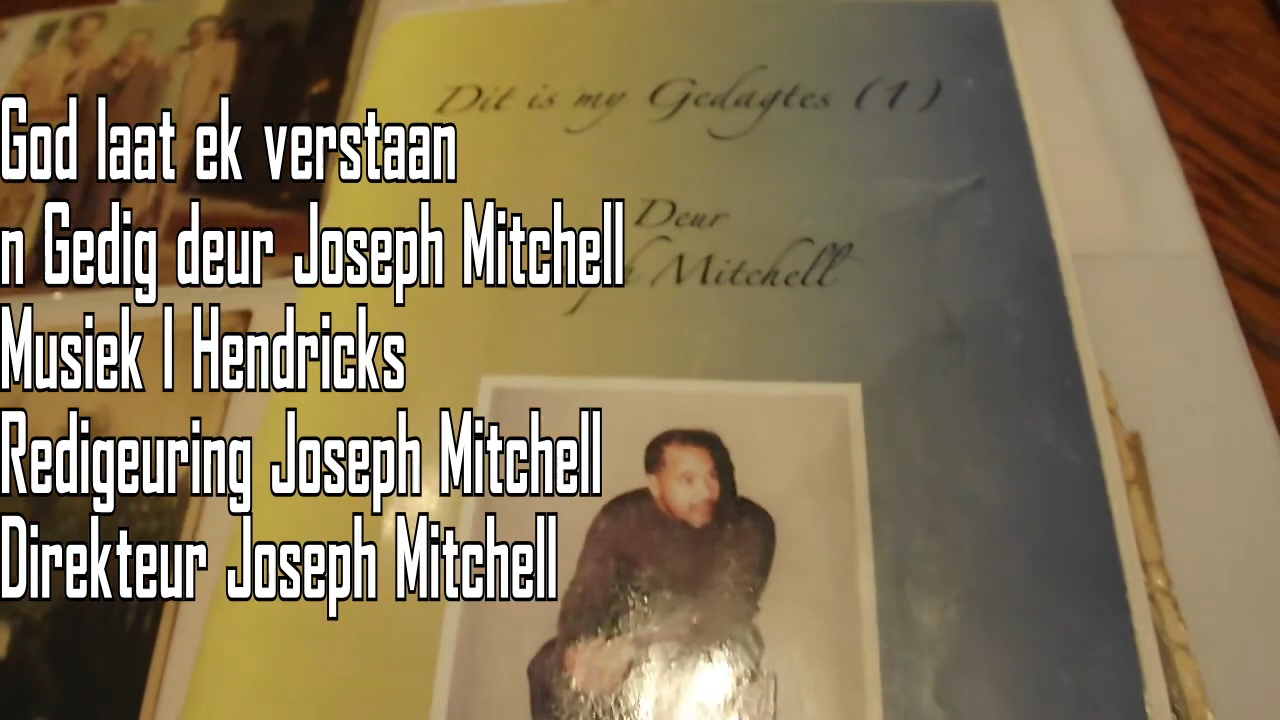 Dit is my Gedagtes (1)
Deur
Mitchell
God laat ek verstaan
n Gedig deur Joseph Mitchell
Musiek I Hendricks
Redigeuring Joseph Mitchell
Direkteur Joseph Mitchell